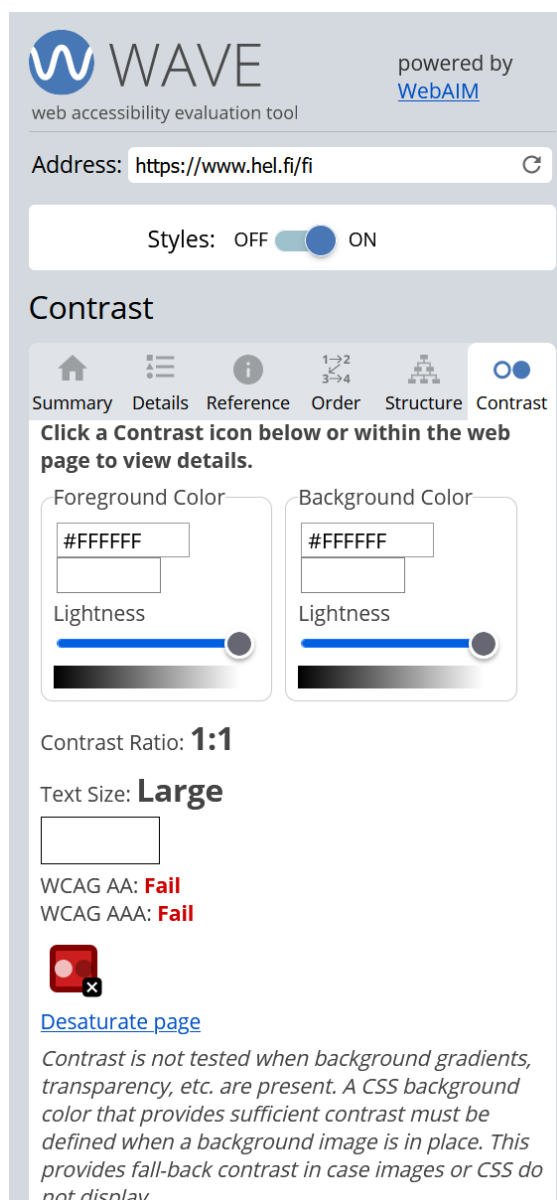 WAVE
powered by
WebAIM
web accessibility evaluation tool
Address: https://www.hel.fi/fi
Styles: OFF ON
Contrast
1 2
3 4
Summary Details Reference Order Structure Contrast
Click a Contrast icon below or within the web
page to view details.
Foreground Color Background Color
#FFFFFF #FFFFFF
Lightness Lightness
Contrast Ratio: 1:1
Text Size: Large
WCAG AA: Fail
WCAG AAA: Fail
Desaturate page
Contrast is not tested when background gradients,
transparency, etc. are present. A CSS background
color that provides sufficient contrast must be
defined when a background image is in place. This
provides fall-back contrast in case images or CSS do
not display.